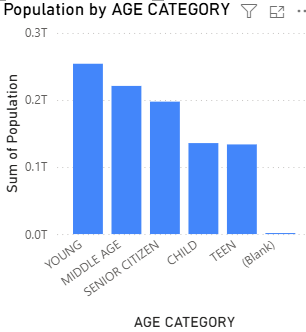 Population by AGE CATEGORY
0.3T
0.2T
0.1T
0.0T
Sum of Population
YOUNG
MIDDLE AGE
SENIOR CITIZEN
CHILD
TEEN
(Blank)
AGE CATEGORY